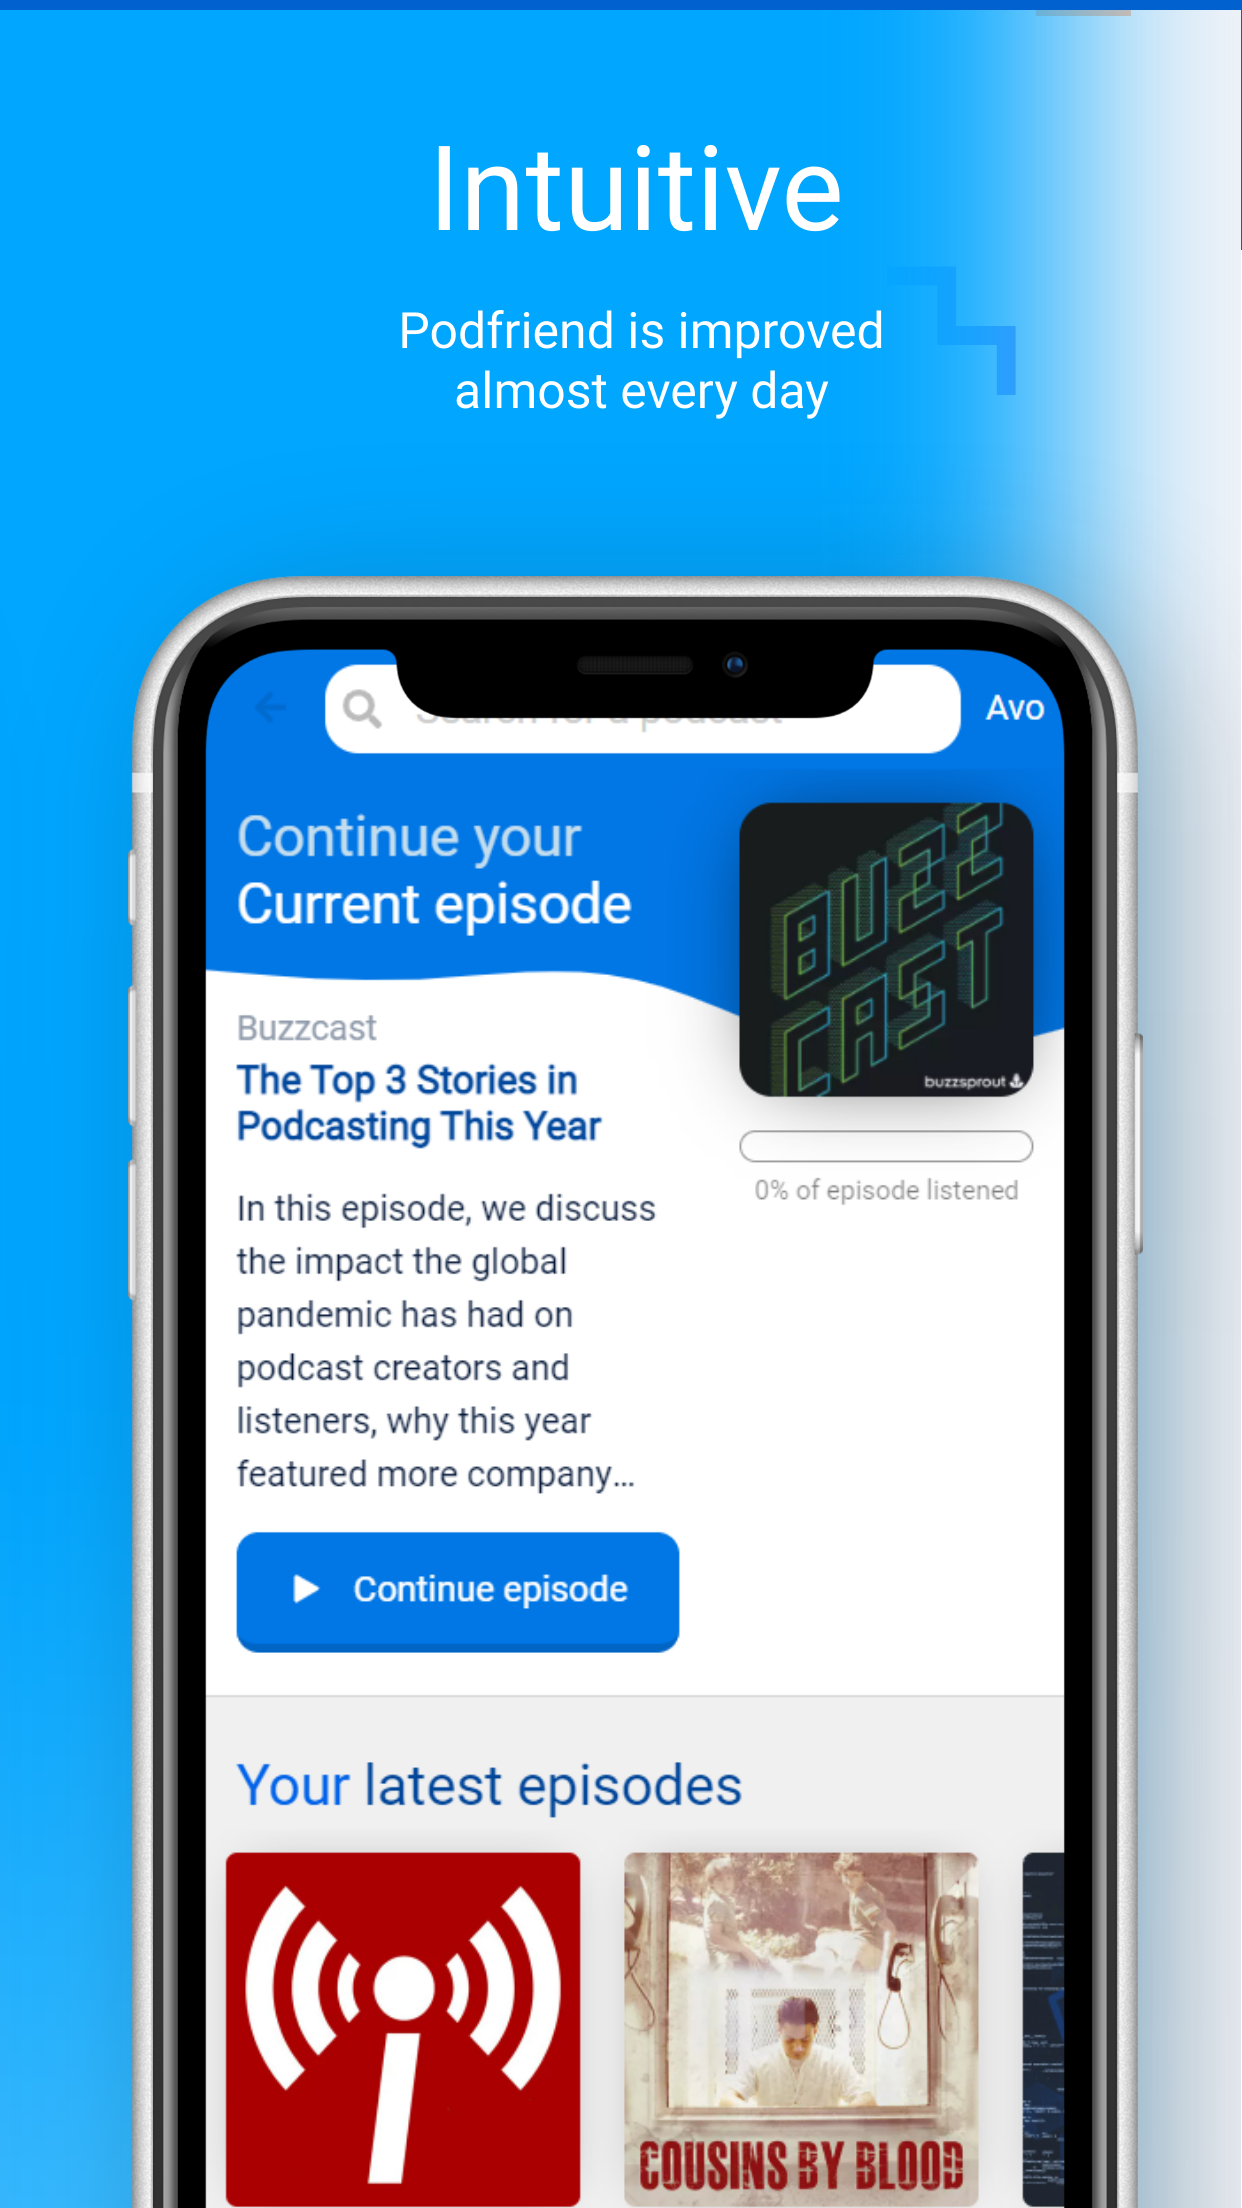 Intuitive
Podfriend is improved
almost every day
Search for a podcast
Avo
Continue your
Current episode
BUZZ
CAST
buzzsprout
Buzzcast
The Top 3 Stories in
Podcasting This Year
0% of episode listened
In this episode, we discuss
the impact the global
pandemic has had on
podcast creators and
listeners, why this year
featured more company...
Continue episode
Your latest episodes
COUSINS BY BLOOD